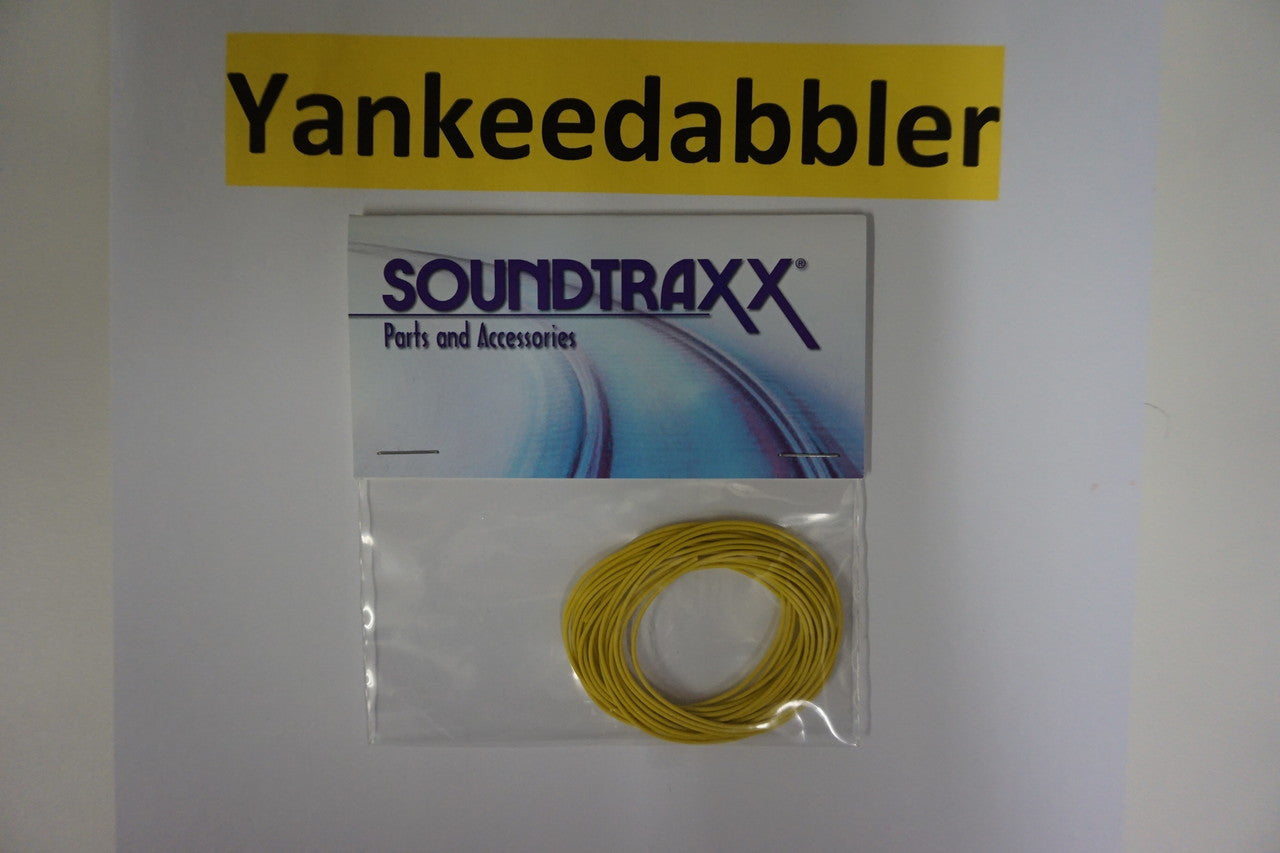 Yankeedabbler
SOUNDTRAXX®
Parts and Accessories